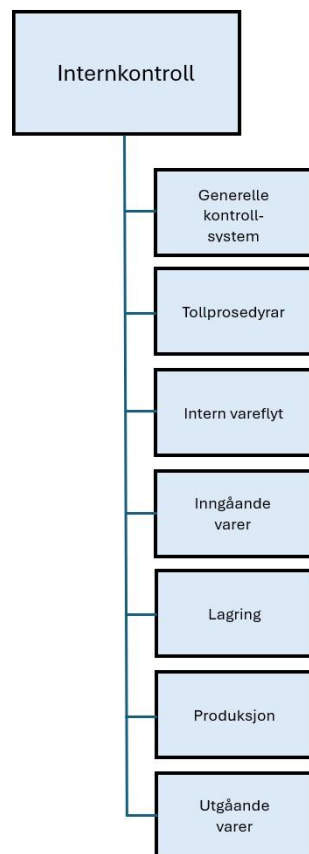 Internkontroll
Generelle
kontroll-
system
Tollprosedyrar
Intern vareflyt
Inngåande
varer
Lagring
Produksjon
Utgåande
varer